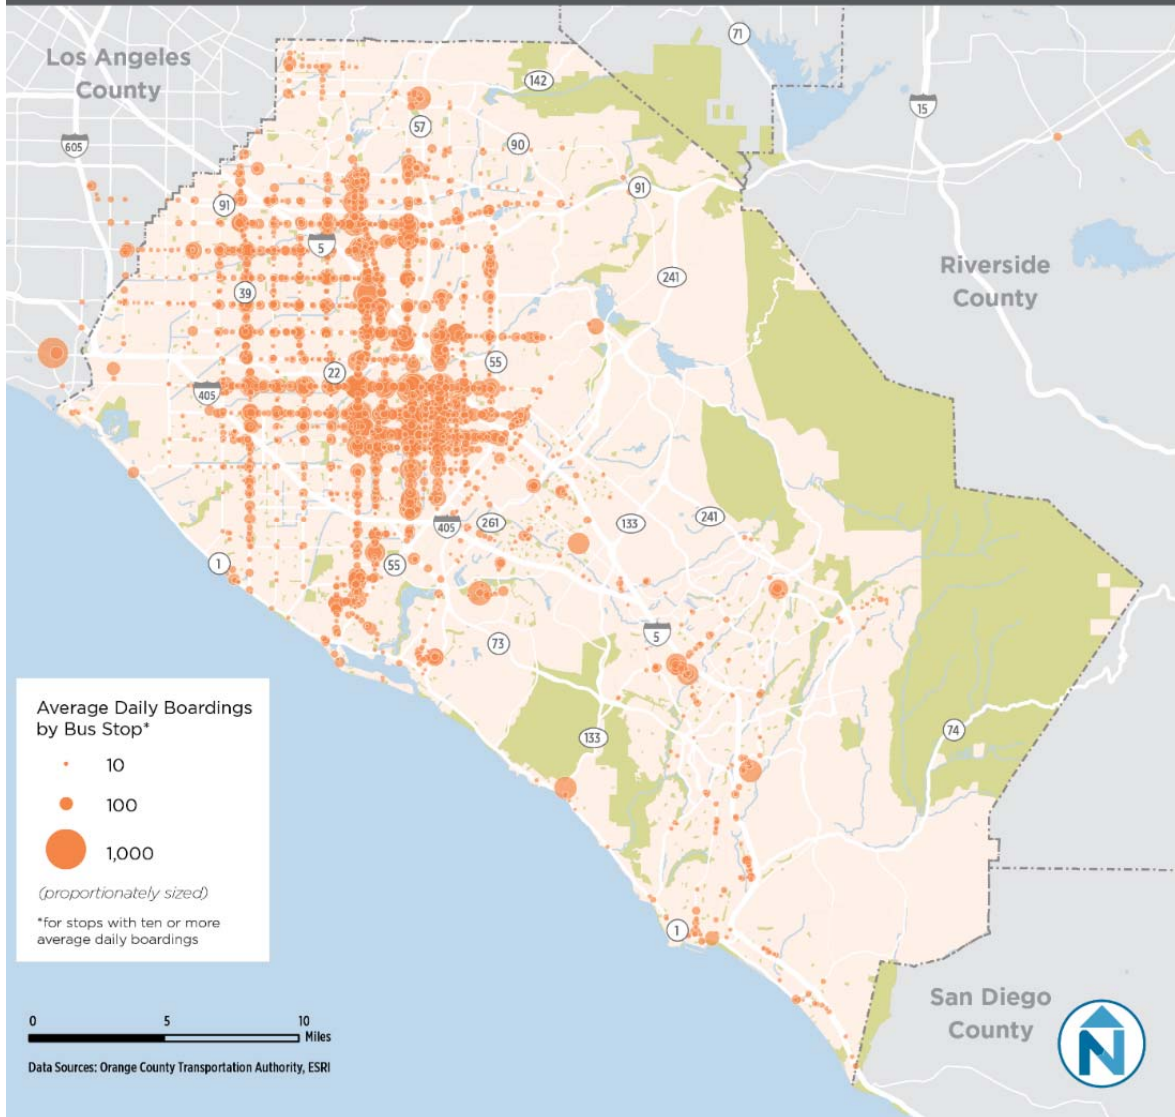 Los Angeles
County
71
142
15
57
605
90
91
91
5
Riverside
County
241
39
55
22
405
405
261
133
241
1
55
5
73
74
133
1
Average Daily Boardings
by Bus Stop*
10
100
1,000
(proportionately sized)
*for stops with ten or more
average daily boardings
San Diego
County
0 5 10
Miles
Data Sources: Orange County Transportation Authority, ESRI
N